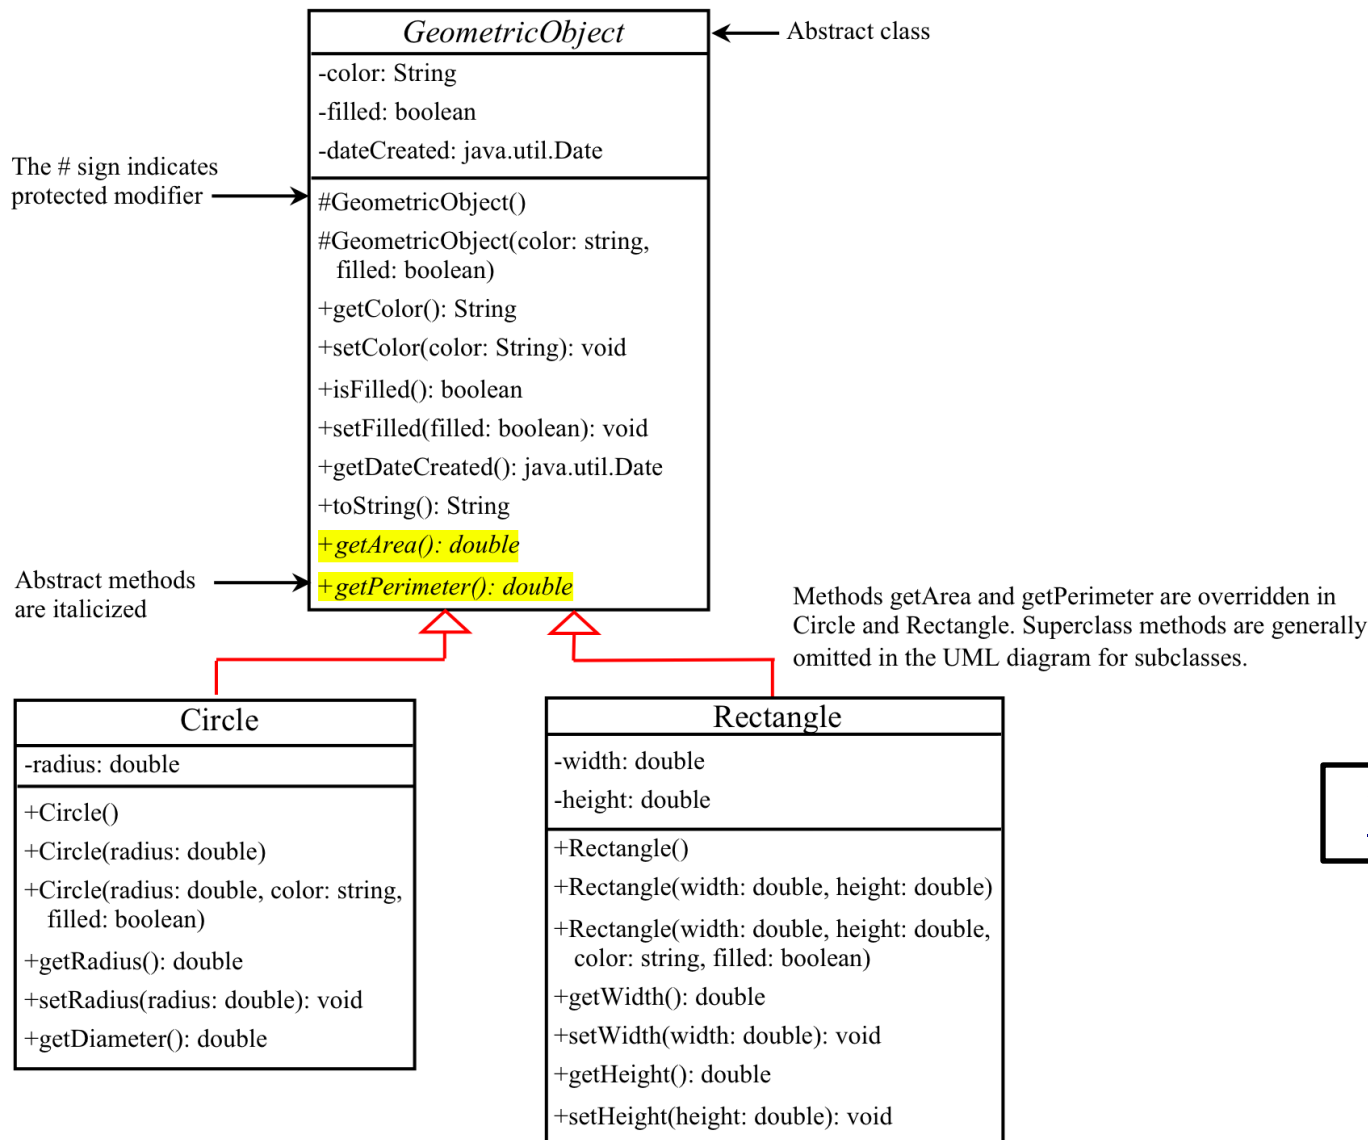 GeometricObject
Abstract class
-color: String
-filled: boolean
-dateCreated: java.util.Date
The # sign indicates
protected modifier
#GeometricObject()
#GeometricObject(color: string,
filled: boolean)
+getColor(): String
+setColor(color: String): void
+isFilled(): boolean
+setFilled(filled: boolean): void
+getDateCreated(): java.util.Date
+toString(): String
+getArea(): double
+getPerimeter(): double
Abstract methods
are italicized
Methods getArea and getPerimeter are overridden in
Circle and Rectangle. Superclass methods are generally
omitted in the UML diagram for subclasses.
Circle
-radius: double
+Circle()
+Circle(radius: double)
+Circle(radius: double, color: string,
filled: boolean)
+getRadius(): double
+setRadius(radius: double): void
+getDiameter(): double
Rectangle
-width: double
-height: double
+Rectangle()
+Rectangle(width: double, height: double)
+Rectangle(width: double, height: double,
color: string, filled: boolean)
+getWidth(): double
+setWidth(width: double): void
+getHeight(): double
+setHeight(height: double): void